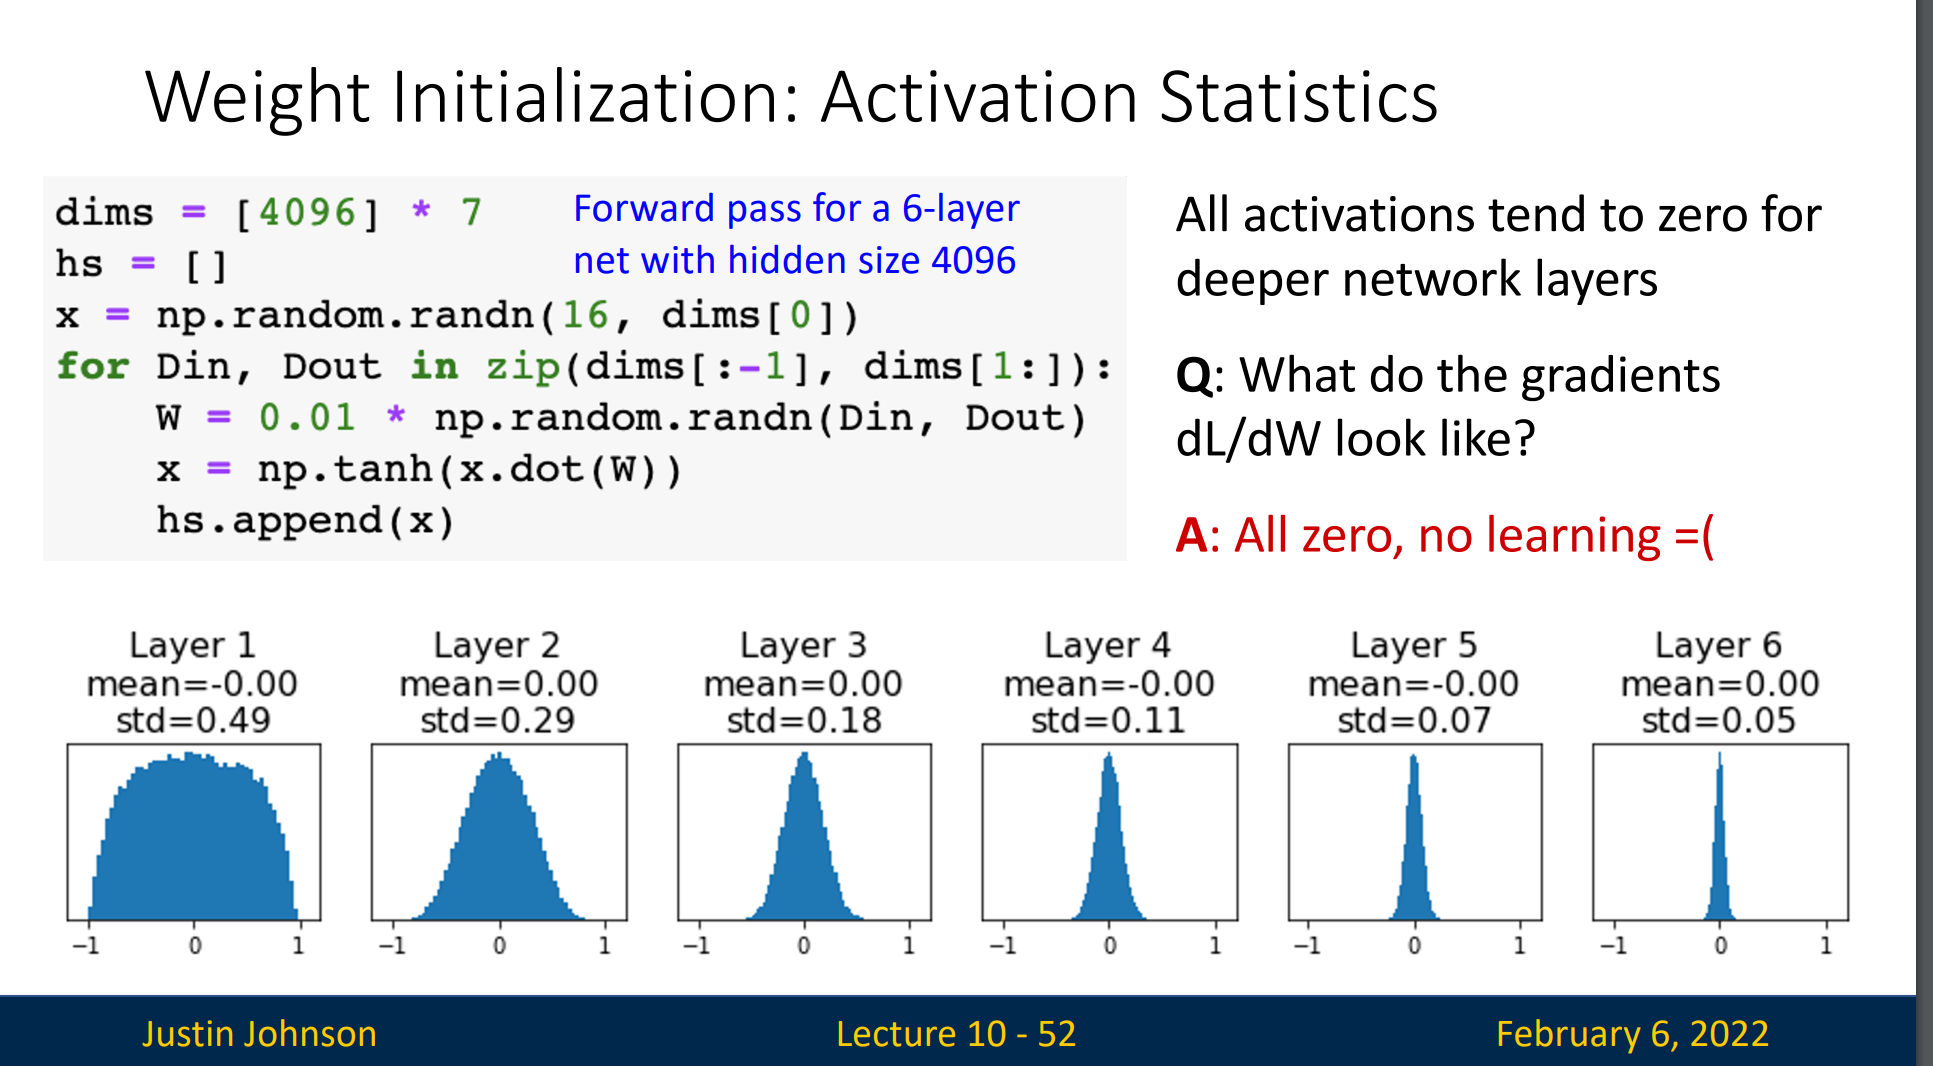 Weight Initialization: Activation Statistics
dims = [4096] * 7
hs = []
x = np.random.randn(16, dims[0])
for Din, Dout in zip(dims[:-1], dims[1:]):
    W = 0.01 * np.random.randn(Din, Dout)
    x = np.tanh(x.dot(W))
    hs.append(x)
Forward pass for a 6-layer
net with hidden size 4096
All activations tend to zero for
deeper network layers
Q: What do the gradients
dL/dW look like?
A: All zero, no learning =(
Layer 1
mean=-0.00
std=0.49
−1 0 1
Layer 2
mean=0.00
std=0.29
−1 0 1
Layer 3
mean=0.00
std=0.18
−1 0 1
Layer 4
mean=-0.00
std=0.11
−1 0 1
Layer 5
mean=-0.00
std=0.07
−1 0 1
Layer 6
mean=0.00
std=0.05
−1 0 1
Justin Johnson
Lecture 10 - 52
February 6, 2022